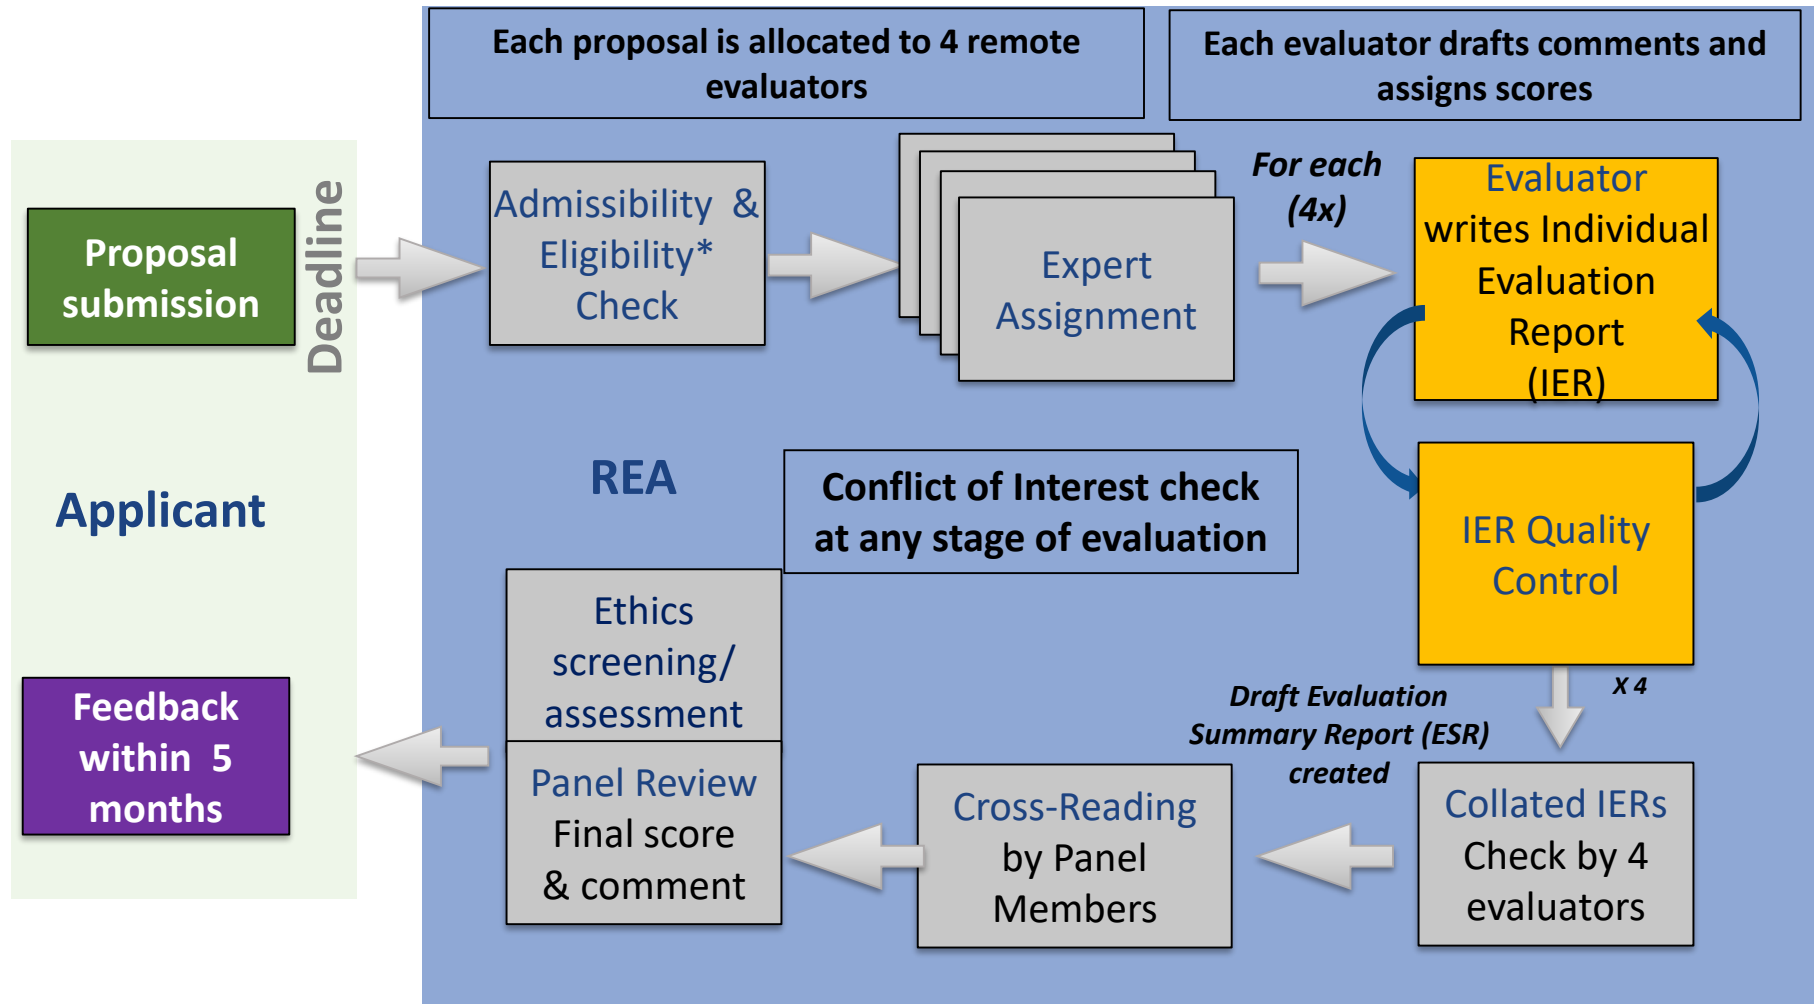 Each proposal is allocated to 4 remote
evaluators
Each evaluator drafts comments and
assigns scores
Proposal
submission
Deadline
Admissibility &
Eligibility*
Check
Expert
Assignment
For each
(4x)
Evaluator
writes Individual
Evaluation
Report
(IER)
Applicant
REA
Conflict of Interest check
at any stage of evaluation
IER Quality
Control
X 4
Draft Evaluation
Summary Report (ESR)
created
Collated IERs
Check by 4
evaluators
Cross-Reading
by Panel
Members
Ethics
screening/
assessment
Panel Review
Final score
& comment
Feedback
within 5
months